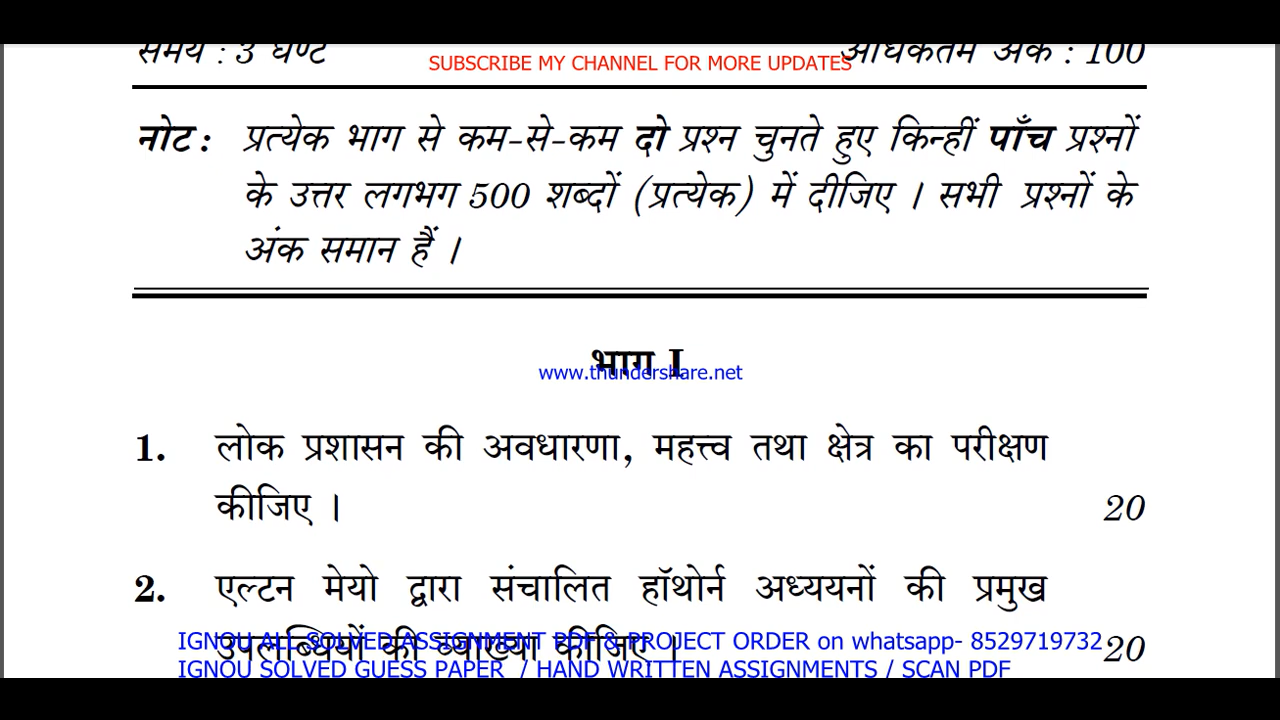 समय : 3 घण्टे
SUBSCRIBE MY CHANNEL FOR MORE UPDATES
अधिकतम अंक : 100
नोट : प्रत्येक भाग से कम-से-कम दो प्रश्न चुनते हुए किन्हीं पाँच प्रश्नों
के उत्तर लगभग 500 शब्दों (प्रत्येक) में दीजिए । सभी प्रश्नों के
अंक समान हैं ।
भाग I
www.thundershare.net
1. लोक प्रशासन की अवधारणा, महत्त्व तथा क्षेत्र का परीक्षण
कीजिए । 20
2. एल्टन मेयो द्वारा संचालित हॉथोर्न अध्ययनों की प्रमुख
उपलब्धियों की व्याख्या कीजिए । 20
IGNOU ALL SOLVED ASSIGNMENT PDF & PROJECT ORDER on whatsapp- 8529719732
IGNOU SOLVED GUESS PAPER / HAND WRITTEN ASSIGNMENTS / SCAN PDF